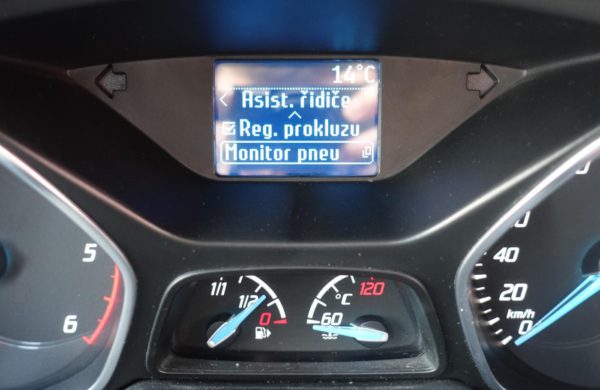 14°C
Asist. řidiče
Reg. prokluzu
Monitor pneu
5
6
1/1
1/2
0
°C
120
60
40
20
km/h
0